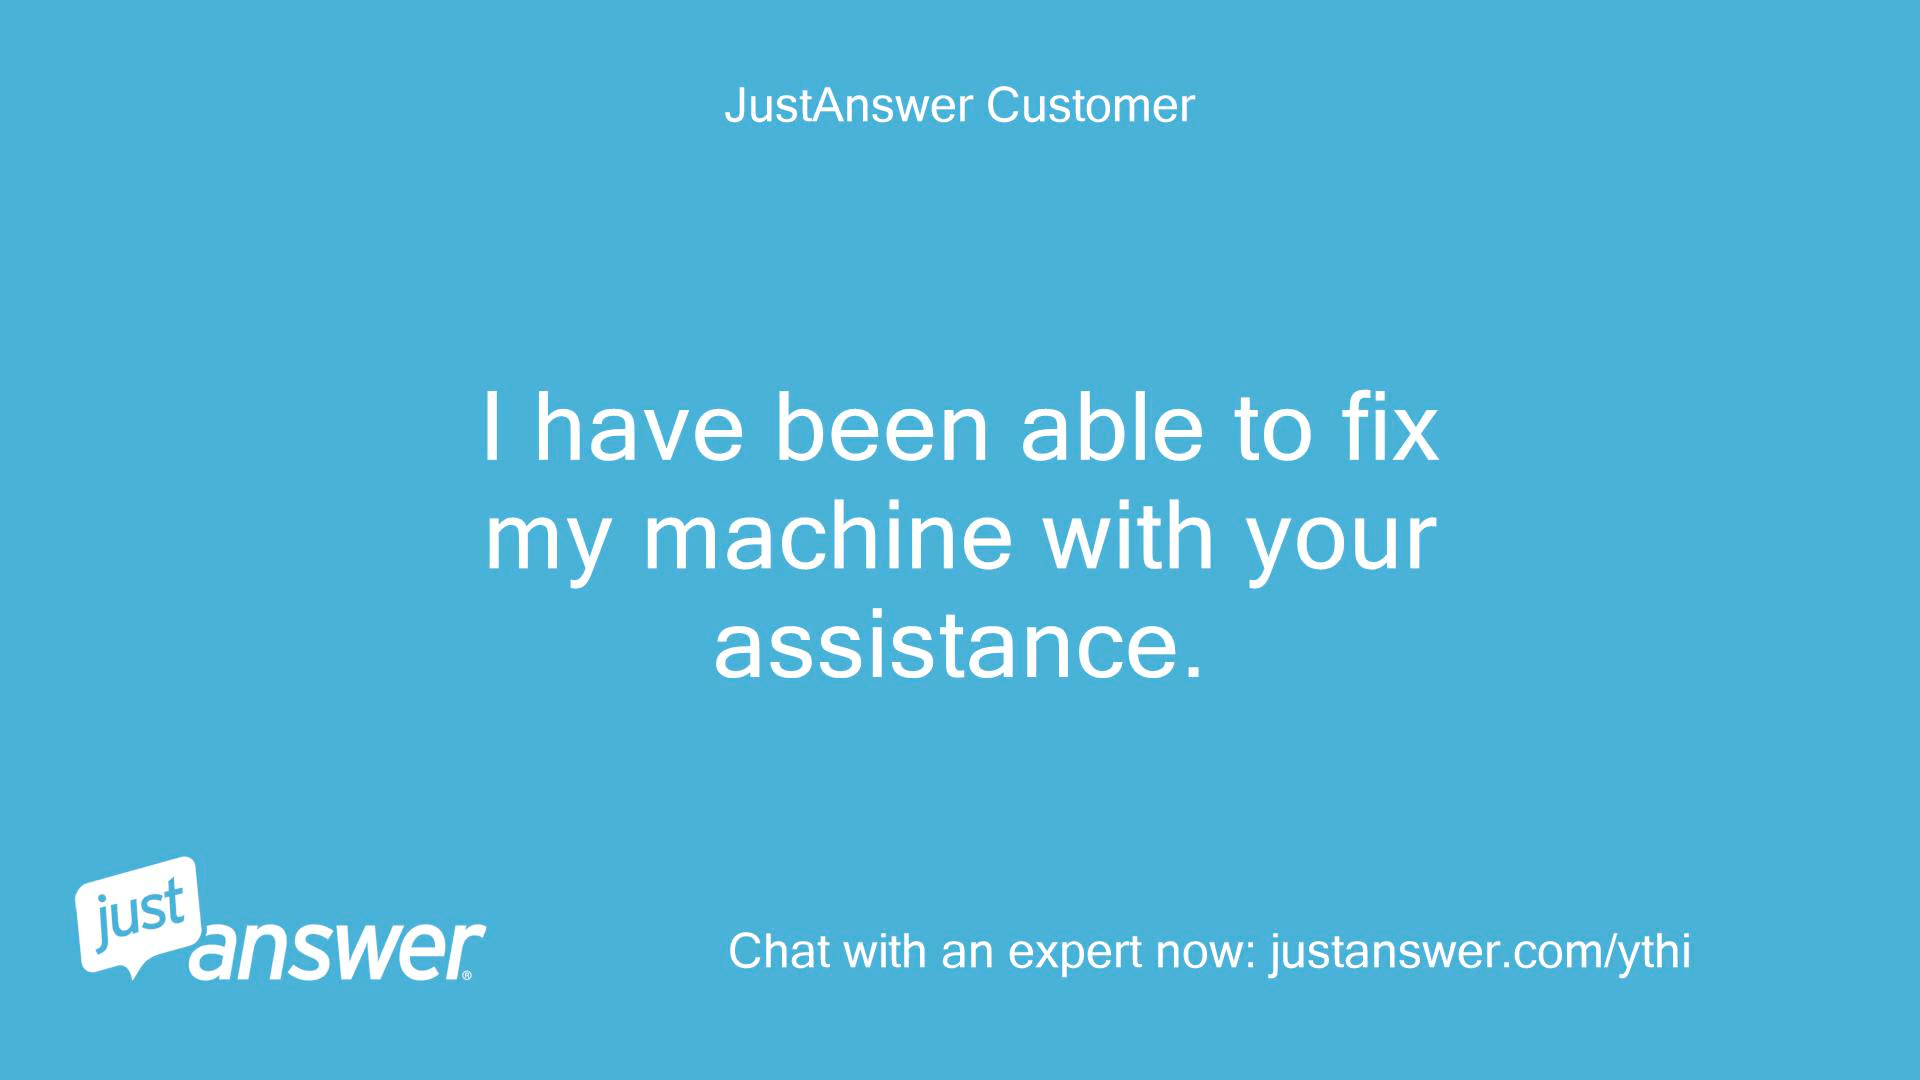 JustAnswer Customer
I have been able to fix
my machine with your
assistance.
just
answer®
Chat with an expert now: justanswer.com/ythi